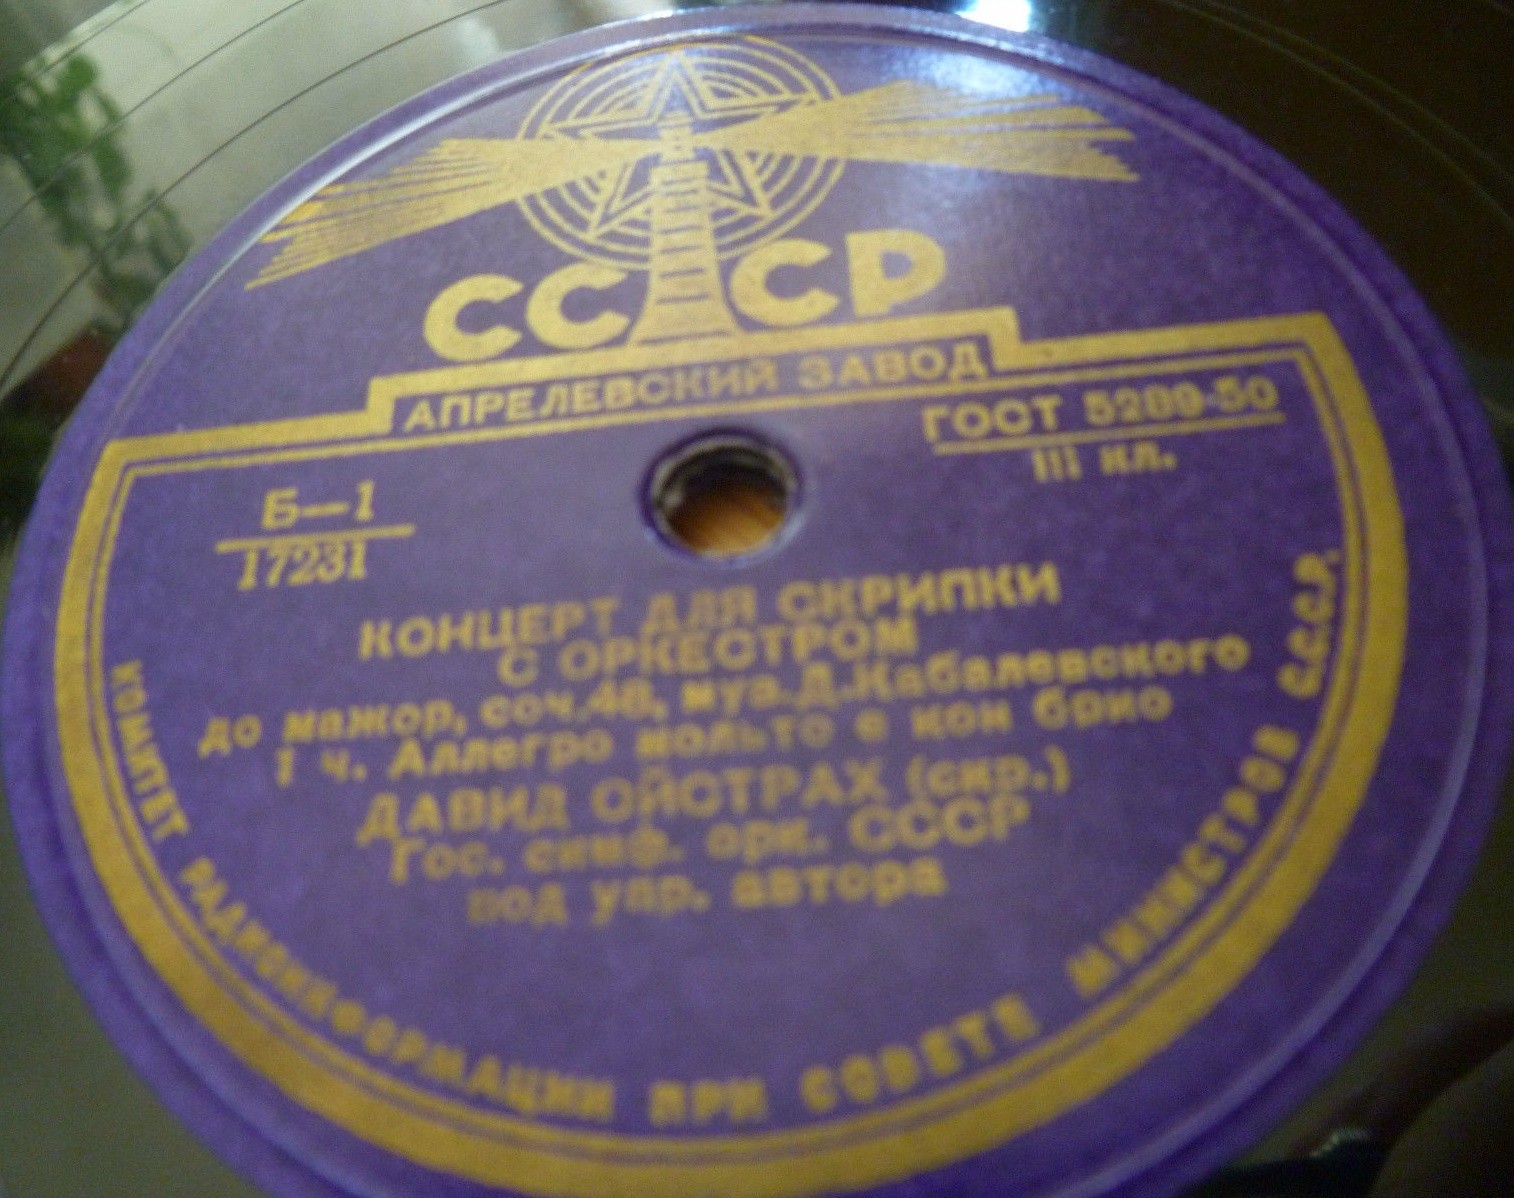 СССР
АПРЕЛЕВСКИЙ ЗАВОД
ГОСТ 5289-50
III кл.
Б—1
17231
КОНЦЕРТ ДЛЯ СКРИПКИ
С ОРКЕСТРОМ
до мажор, соч.48, муз.Д.Кабалевского
1 ч. Аллегро мольто е кон брио
ДАВИД ОЙСТРАХ (скр.)
Гос. симф. орк. СССР
под упр. автора
КОМИТЕТ РАДИОИНФОРМАЦИИ ПРИ СОВЕТЕ МИНИСТРОВ С.С.С.Р.